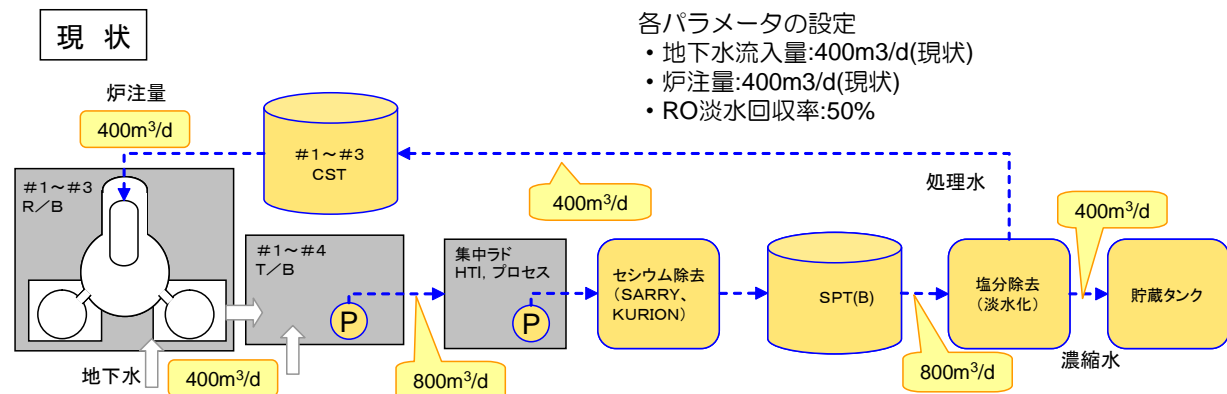 現 状
各パラメータの設定
・地下水流入量:400m3/d(現状)
・炉注量:400m3/d(現状)
・RO淡水回収率:50%
炉注量
400m³/d
#1～#3
CST
#1～#3
R/B
400m³/d
処理水
400m³/d
#1～#4
T/B
P
集中ラド
HTI, プロセス
P
セシウム除去
(SARRY、
KURION)
SPT(B)
塩分除去
(淡水化)
貯蔵タンク
地下水
400m³/d
800m³/d
800m³/d
濃縮水